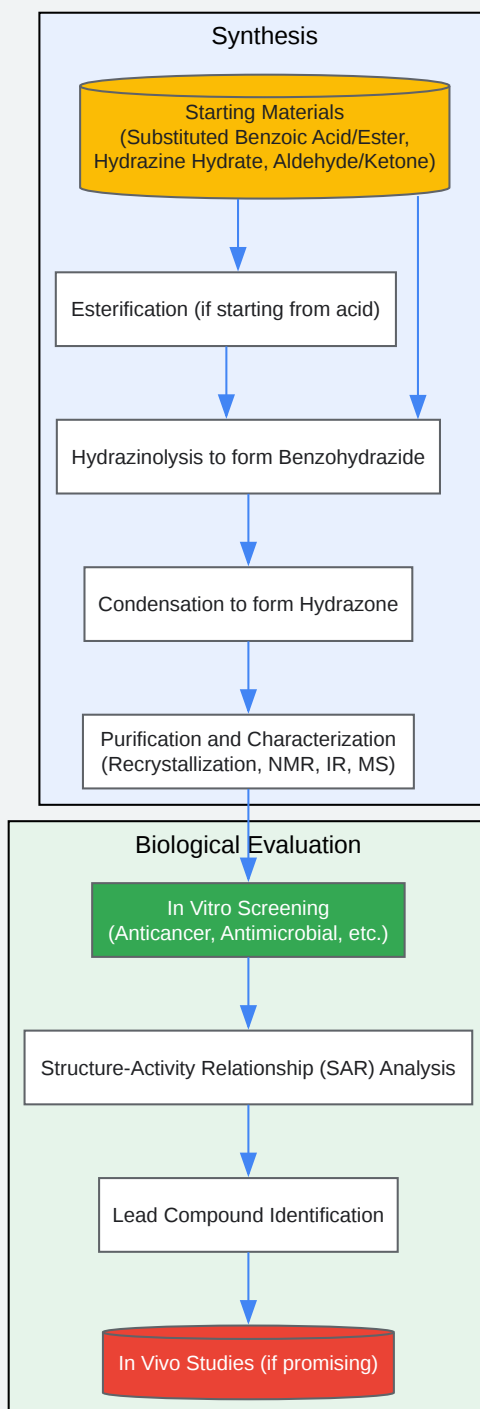 Synthesis
Starting Materials
(Substituted Benzoic Acid/Ester,
Hydrazine Hydrate, Aldehyde/Ketone)
Esterification (if starting from acid)
Hydrazinolysis to form Benzohydrazide
Condensation to form Hydrazone
Purification and Characterization
(Recrystallization, NMR, IR, MS)
Biological Evaluation
In Vitro Screening
(Anticancer, Antimicrobial, etc.)
Structure-Activity Relationship (SAR) Analysis
Lead Compound Identification
In Vivo Studies (if promising)